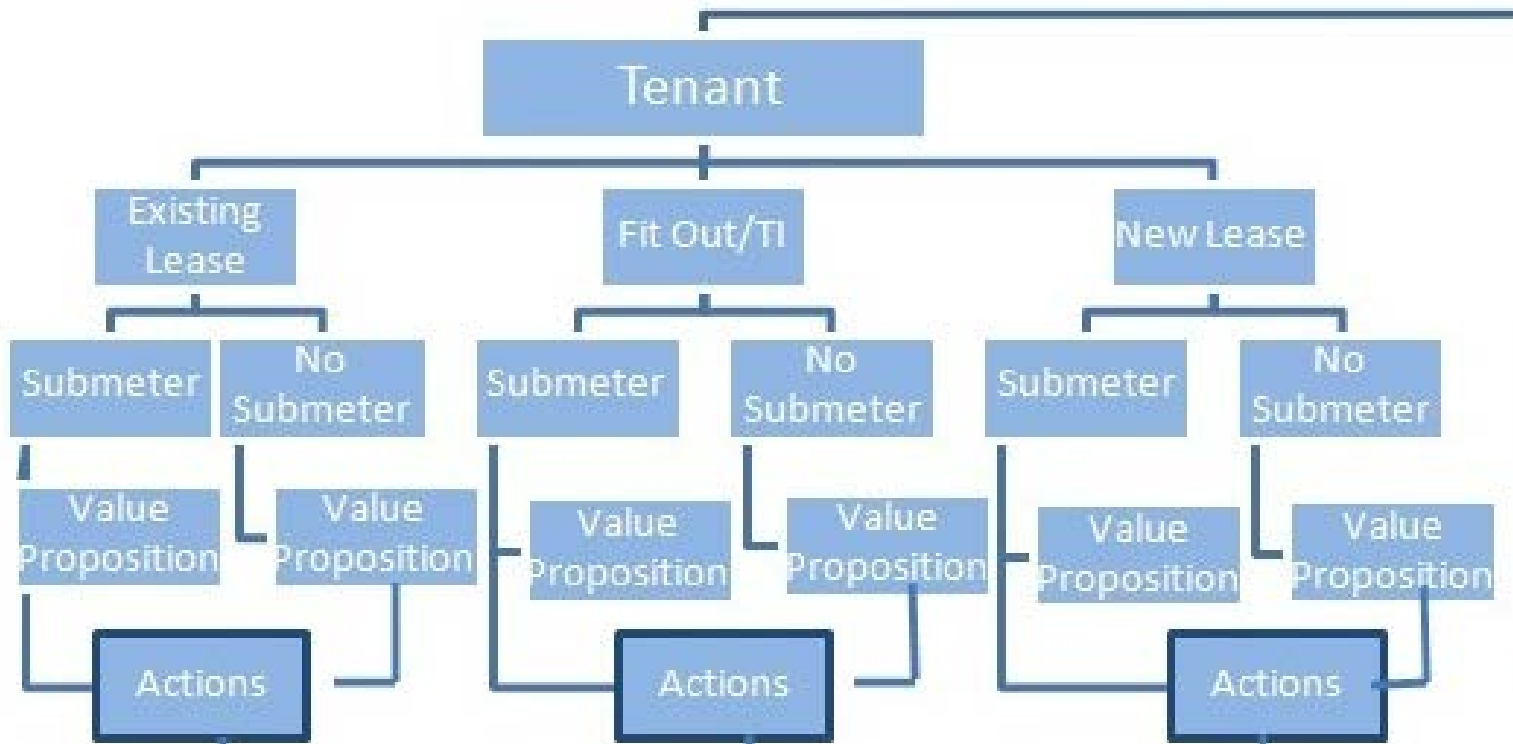 Tenant
Existing
Lease
Fit Out/TI
New Lease
Submeter
No
Submeter
Submeter
No
Submeter
Submeter
No
Submeter
Value
Proposition
Value
Proposition
Value
Proposition
Value
Proposition
Value
Proposition
Value
Proposition
Actions
Actions
Actions